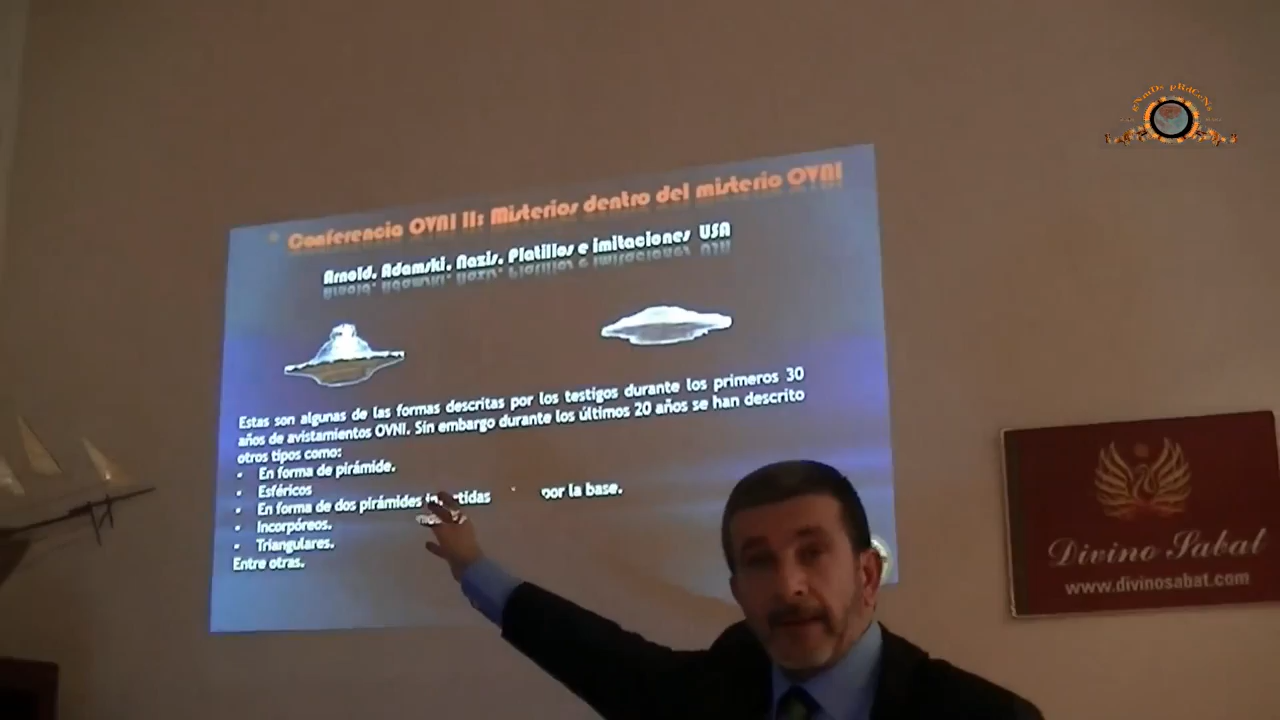 Conferencia OVNI II: Misterios dentro del misterio OVNI
Arnold, Adamski, Nazis, Platillos e imitaciones USA
Estas son algunas de las formas descritas por los testigos durante los primeros 30
años de avistamientos OVNI. Sin embargo durante los últimos 20 años se han descrito
otros tipos como:
• En forma de pirámide.
• Esféricos
• En forma de dos pirámides por la base.
• Incorpóreos.
• Triangulares.
Entre otras.
Divino Sabat
www.divinosabat.com